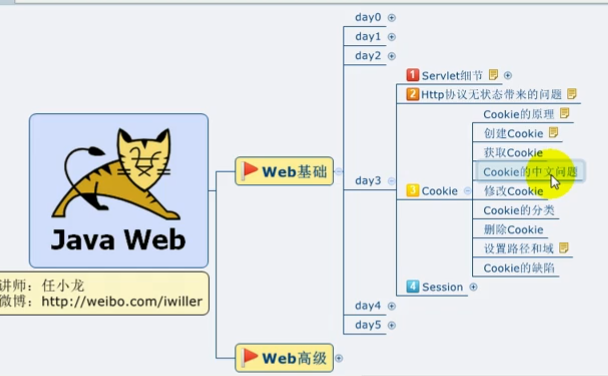 day0
day1
day2
1 Servlet细节
2 Http协议无状态带来的问题
Cookie的原理
创建Cookie
获取Cookie
Web基础
Cookie的中文问题
day3
3 Cookie
修改Cookie
Cookie的分类
Java Web
删除Cookie
设置路径和域
Cookie的缺陷
讲师：任小龙
4 Session
微博：http://weibo.com/iwiller
day4
day5
Web高级